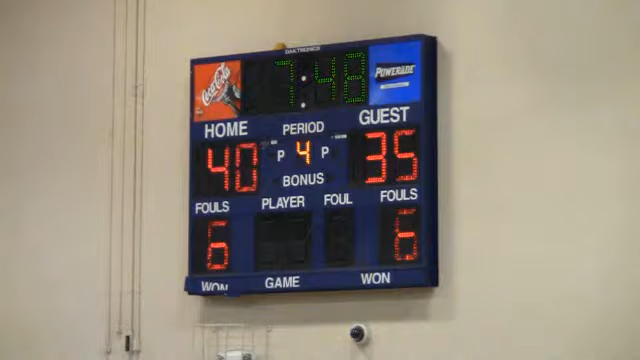 DAKTRONICS
Coca-Cola
7:48
POWERADE
HOME
PERIOD
GUEST
40
P 4 P
35
BONUS
FOULS
PLAYER
FOUL
FOULS
6
6
WON
GAME
WON